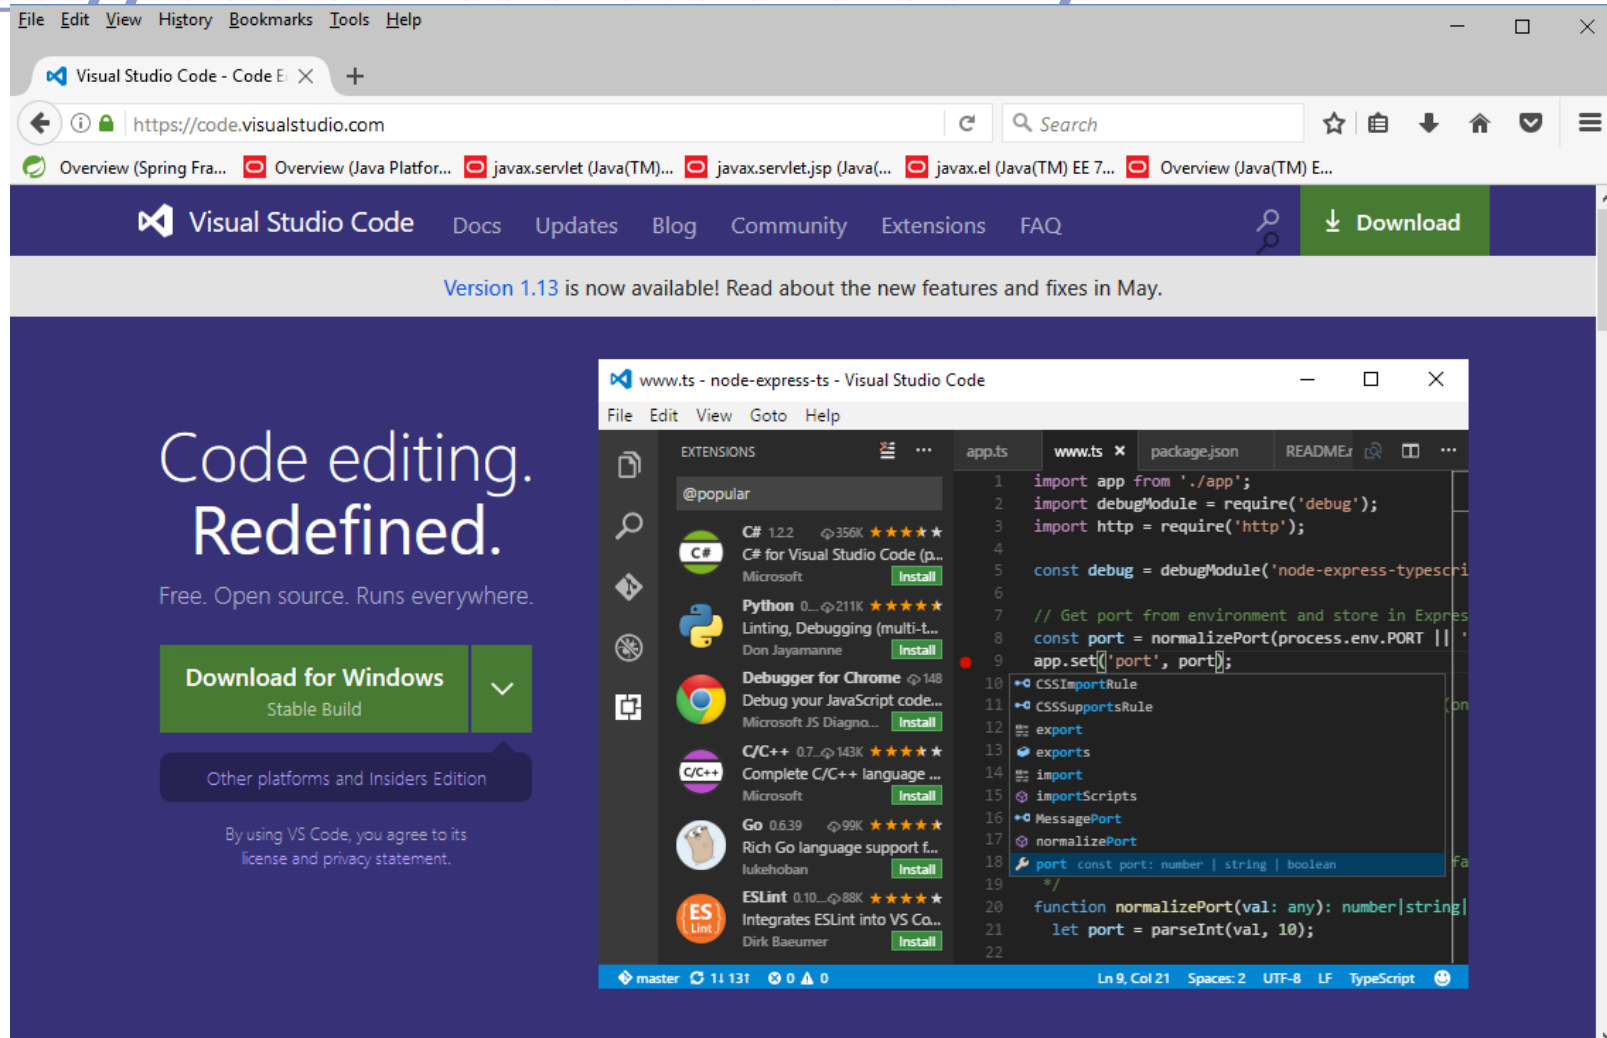 File Edit View History Bookmarks Tools Help
Visual Studio Code - Code E
https://code.visualstudio.com
Search
Overview (Spring Fra... Overview (Java Platfor... javax.servlet (Java(TM)... javax.servlet.jsp (Java(... javax.el (Java(TM) EE 7... Overview (Java(TM) E...
Visual Studio Code Docs Updates Blog Community Extensions FAQ Download
Version 1.13 is now available! Read about the new features and fixes in May.
Code editing.
Redefined.
Free. Open source. Runs everywhere.
Download for Windows
Stable Build
Other platforms and Insiders Edition
By using VS Code, you agree to its
license and privacy statement.
www.ts - node-express-ts - Visual Studio Code
File Edit View Goto Help
EXTENSIONS
@popular
C# 1.2.2 356K
C# for Visual Studio Code (p...
Microsoft Install
Python 0... 211K
Linting, Debugging (multi-t...
Don Jayamanne Install
Debugger for Chrome 148
Debug your JavaScript code...
Microsoft JS Diagno... Install
C/C++ 0.7... 143K
C/C++
Complete C/C++ language ...
Microsoft Install
Go 0.6.39 99K
Rich Go language support f...
lukehoban Install
ESLint 0.10... 88K
ES
Lint
Integrates ESLint into VS Co...
Dirk Baeumer Install
app.ts www.ts package.json README.
1 import app from './app';
2 import debugModule = require('debug');
3 import http = require('http');
4
5 const debug = debugModule('node-express-typescri
6
7 // Get port from environment and store in Expres
8 const port = normalizePort(process.env.PORT || '
9 app.set('port', port);
10 CSSImportRule
11 CSSSupportsRule
12 export
13 exports
14 import
15 importScripts
16 MessagePort
17 normalizePort
18 port const port: number | string | boolean fa
19 */
20 function normalizePort(val: any): number|string|
21 let port = parseInt(val, 10);
22
master 1↓ 13↑ 0 0 Ln 9, Col 21 Spaces: 2 UTF-8 LF TypeScript